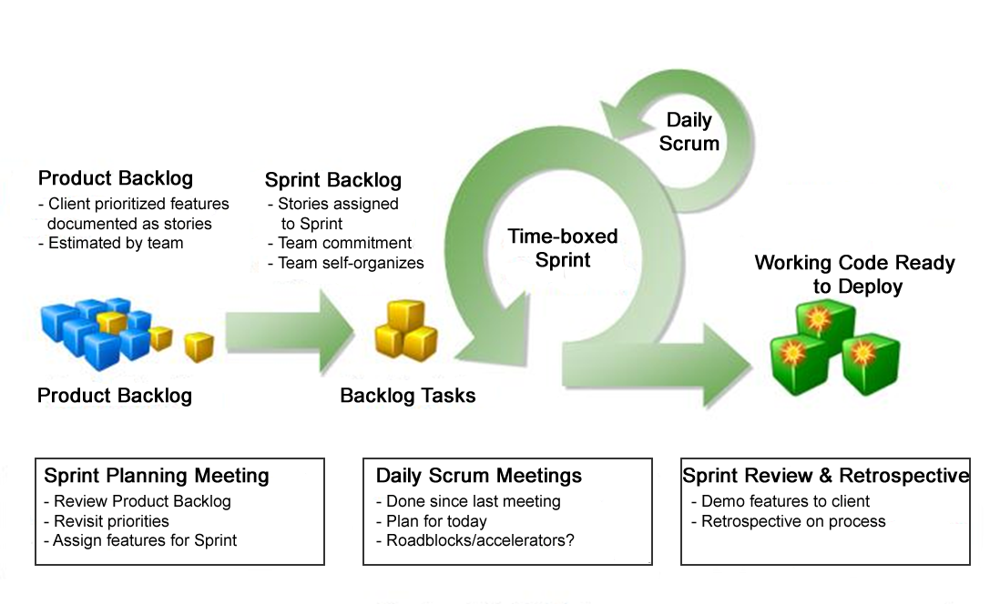 Daily
Scrum
Product Backlog
- Client prioritized features
documented as stories
- Estimated by team
Sprint Backlog
- Stories assigned
to Sprint
- Team commitment
- Team self-organizes
Time-boxed
Sprint
Working Code Ready
to Deploy
Product Backlog
Backlog Tasks
Sprint Planning Meeting
- Review Product Backlog
- Revisit priorities
- Assign features for Sprint
Daily Scrum Meetings
- Done since last meeting
- Plan for today
- Roadblocks/accelerators?
Sprint Review & Retrospective
- Demo features to client
- Retrospective on process